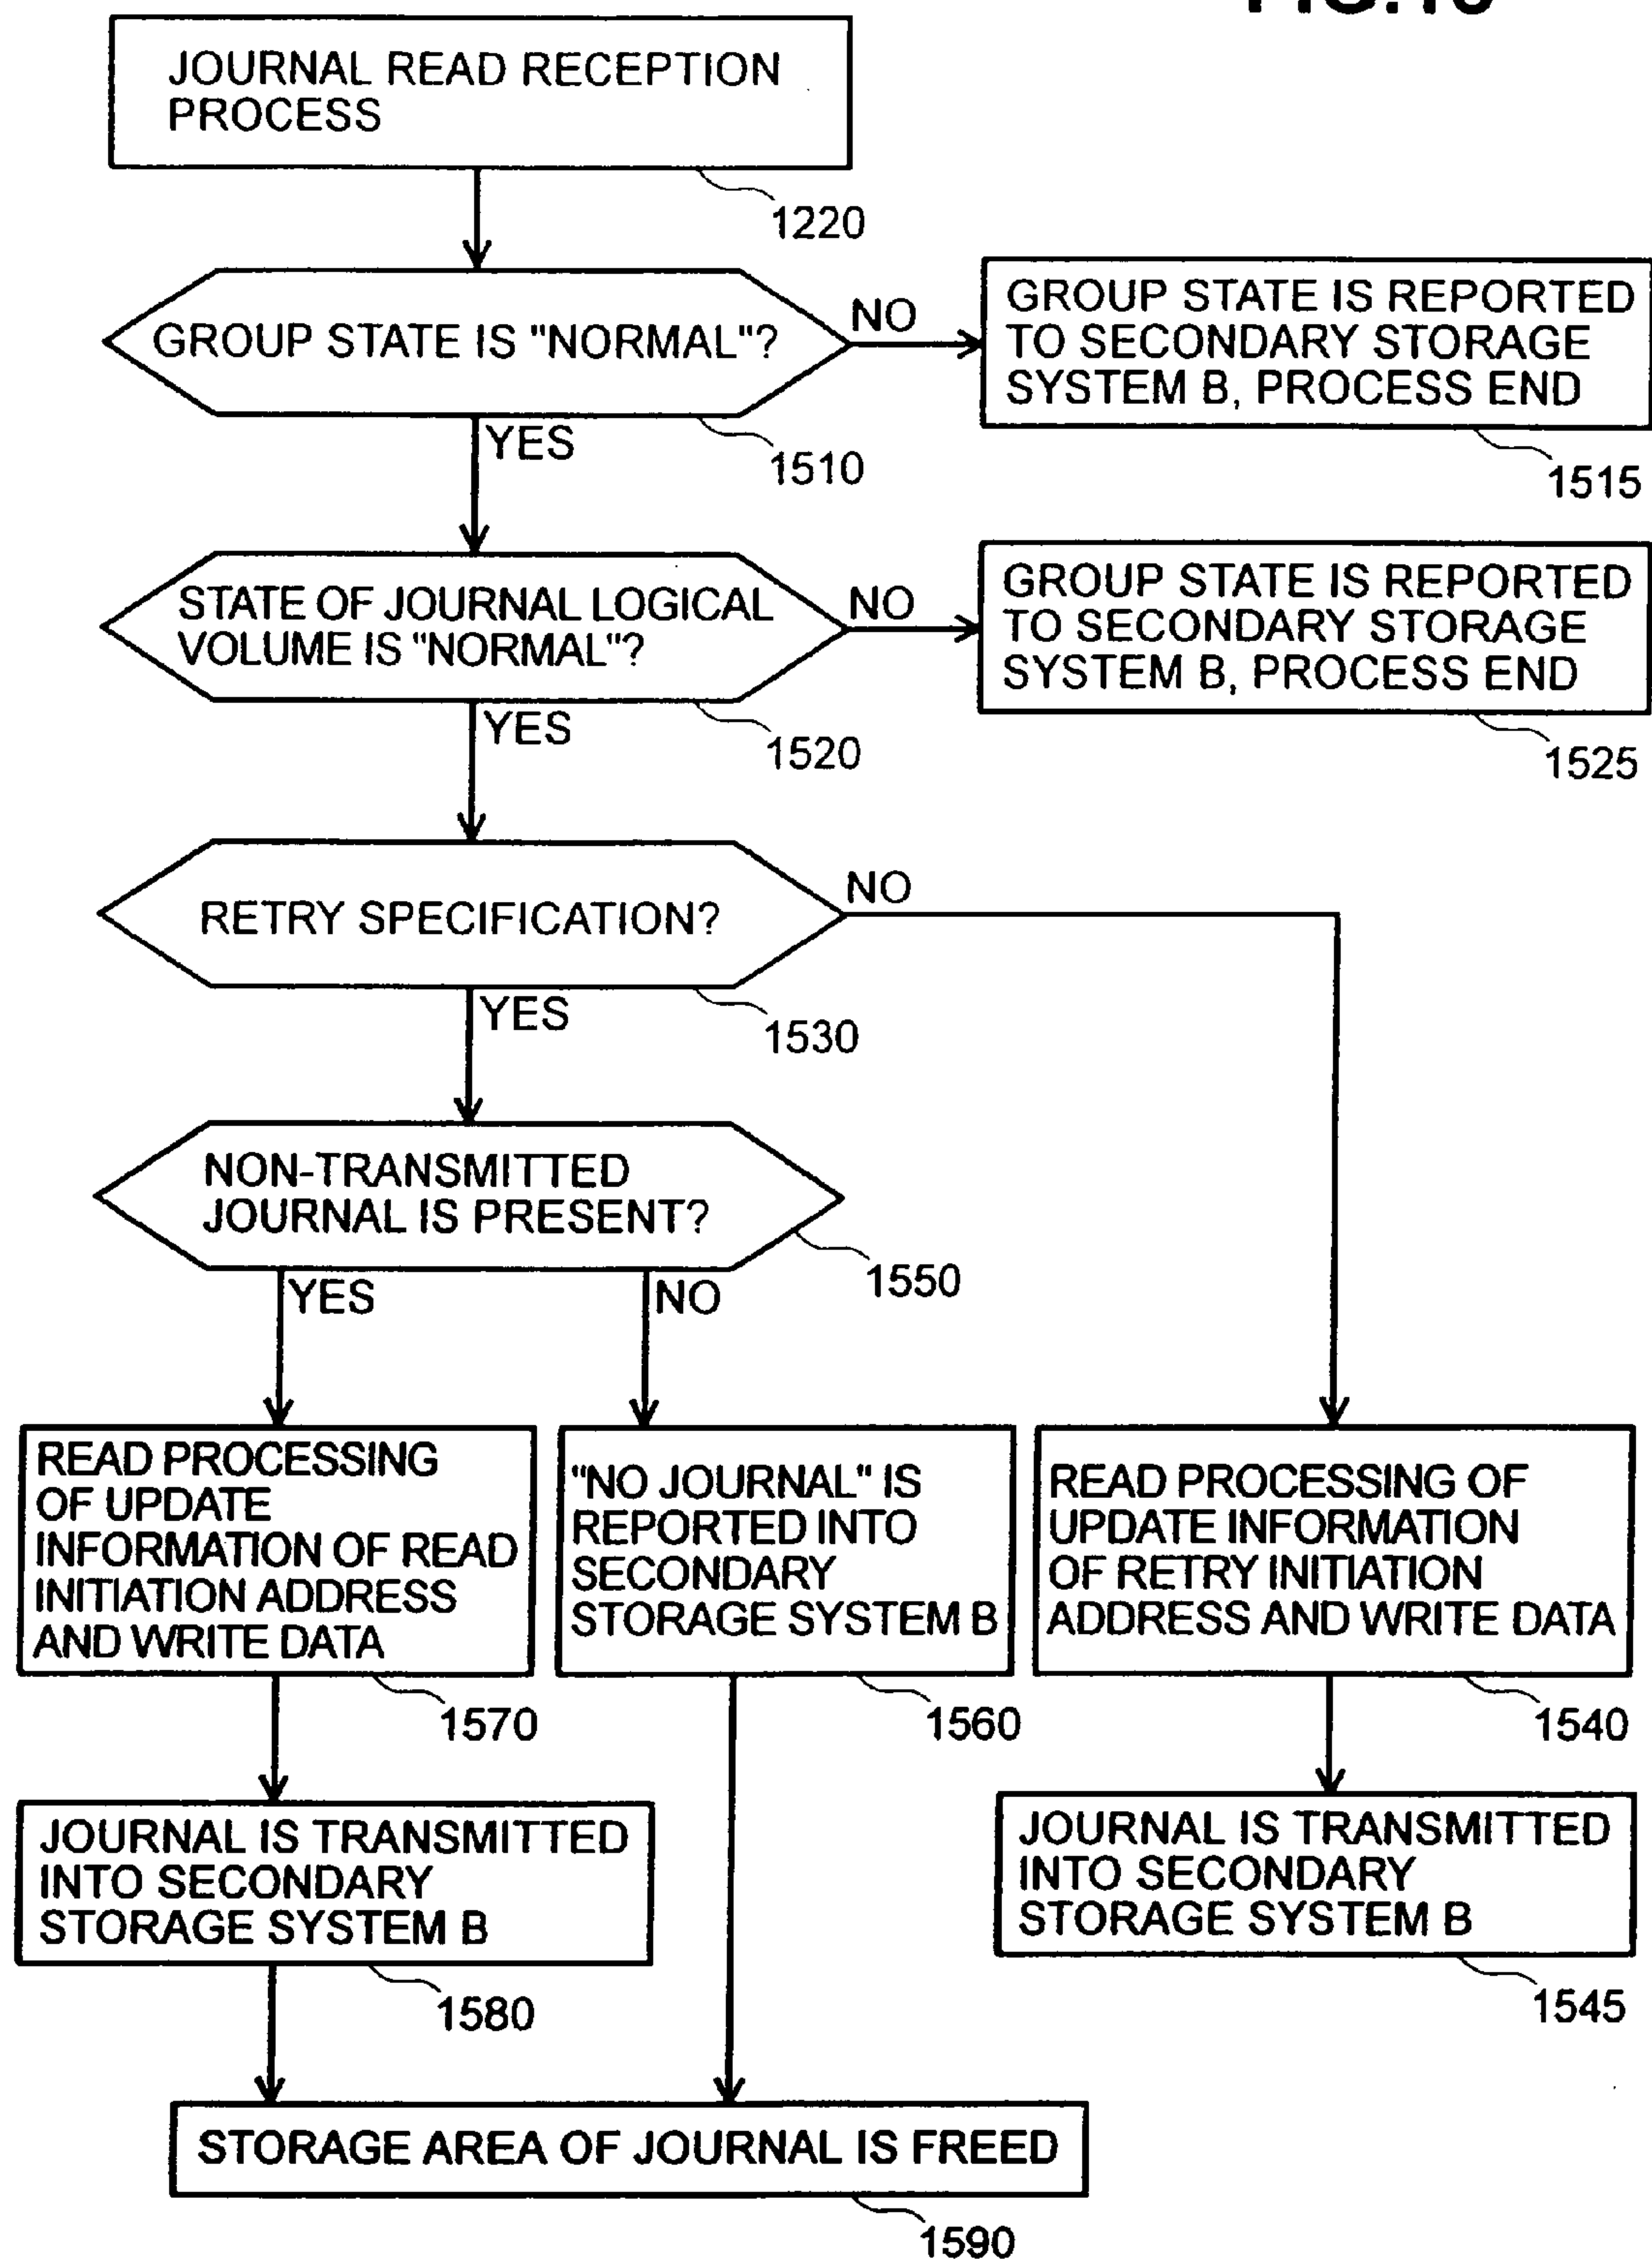 JOURNAL READ RECEPTION
PROCESS
1220
GROUP STATE IS "NORMAL"?
NO
GROUP STATE IS REPORTED
TO SECONDARY STORAGE
SYSTEM B, PROCESS END
YES
1510
1515
STATE OF JOURNAL LOGICAL
VOLUME IS "NORMAL"?
NO
GROUP STATE IS REPORTED
TO SECONDARY STORAGE
SYSTEM B, PROCESS END
YES
1520
1525
RETRY SPECIFICATION?
NO
YES
1530
NON-TRANSMITTED
JOURNAL IS PRESENT?
1550
YES
NO
READ PROCESSING
OF UPDATE
INFORMATION OF READ
INITIATION ADDRESS
AND WRITE DATA
1570
"NO JOURNAL" IS
REPORTED INTO
SECONDARY
STORAGE SYSTEM B
1560
READ PROCESSING OF
UPDATE INFORMATION
OF RETRY INITIATION
ADDRESS AND WRITE DATA
1540
JOURNAL IS TRANSMITTED
INTO SECONDARY
STORAGE SYSTEM B
1580
JOURNAL IS TRANSMITTED
INTO SECONDARY
STORAGE SYSTEM B
1545
STORAGE AREA OF JOURNAL IS FREED
1590